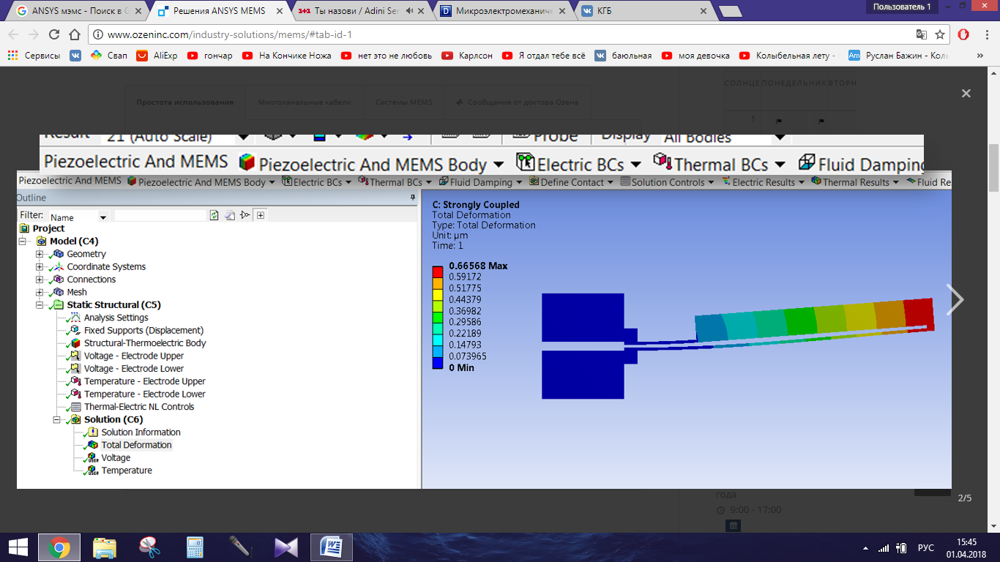 ANSYS мэмс - Поиск в G
Решения ANSYS MEMS
Ты назови / Adini Ser
Микроэлектромеханиче
КГБ
Пользователь 1
www.ozeninc.com/industry-solutions/mems/#tab-id-1
Сервисы Свап AliExp гончар На Кончике Ножа нет это не любовь Карлсон Я отдал тебе всё баюльная моя девочка Колыбельная лету - Руслан Бажин - Коль »
СОЛНЦЕ ПОНЕДЕЛЬНИК ВТОРН
Простота использования Многоканальные кабели Системы MEMS Сообщение от доктора Озена
1
Result 21 (Auto Scale) Probe Display All Bodies
Piezoelectric And MEMS Piezoelectric And MEMS Body Electric BCs Thermal BCs Fluid Damping
Piezoelectric And MEMS Piezoelectric And MEMS Body Electric BCs Thermal BCs Fluid Damping Define Contact Solution Controls Electric Results Thermal Results Fluid Re
Outline
Filter: Name
Project
Model (C4)
Geometry
Coordinate Systems
Connections
Mesh
Static Structural (C5)
Analysis Settings
Fixed Supports (Displacement)
Structural-Thermoelectric Body
Voltage - Electrode Upper
Voltage - Electrode Lower
Temperature - Electrode Upper
Temperature - Electrode Lower
Thermal-Electric NL Controls
Solution (C6)
Solution Information
Total Deformation
Voltage
Temperature
C: Strongly Coupled
Total Deformation
Type: Total Deformation
Unit: µm
Time: 1
0.66568 Max
0.59172
0.51775
0.44379
0.36982
0.29586
0.22189
0.14793
0.073965
0 Min
года
9:00 - 17:00
2/5
РУС
15:45
01.04.2018